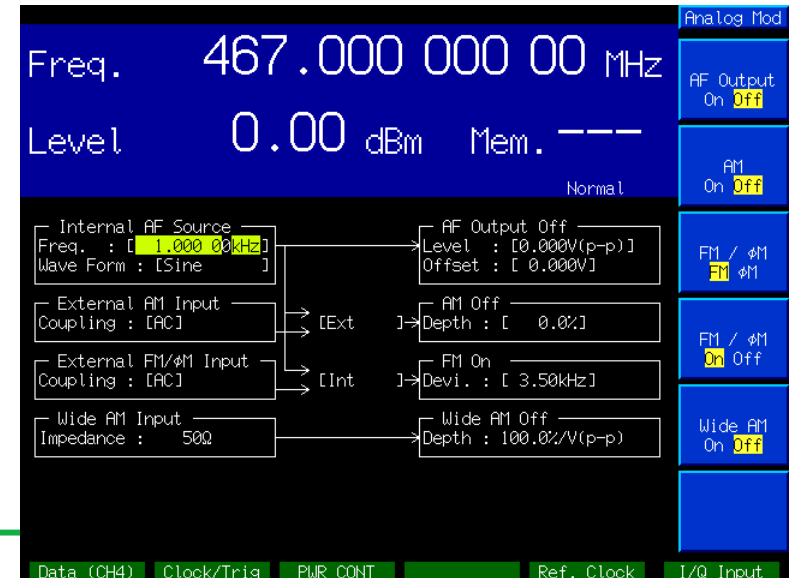 Analog Mod
Freq. 467.000 000 00 MHz
Level 0.00 dBm Mem. ---
Normal
AF Output
On Off
AM
On Off
FM / φM
FM φM
FM / φM
On Off
Wide AM
On Off
Internal AF Source
Freq. : [ 1.000 00kHz]
Wave Form : [Sine ]
AF Output Off
Level : [0.000V(p-p)]
Offset : [ 0.000V]
External AM Input
Coupling : [AC]
[Ext ]
AM Off
Depth : [ 0.0%]
External FM/φM Input
Coupling : [AC]
[Int ]
FM On
Devi. : [ 3.50kHz]
Wide AM Input
Impedance : 50Ω
Wide AM Off
Depth : 100.0%/V(p-p)
Data (CH4) Clock/Trig PWR CONT Ref. Clock I/Q Input